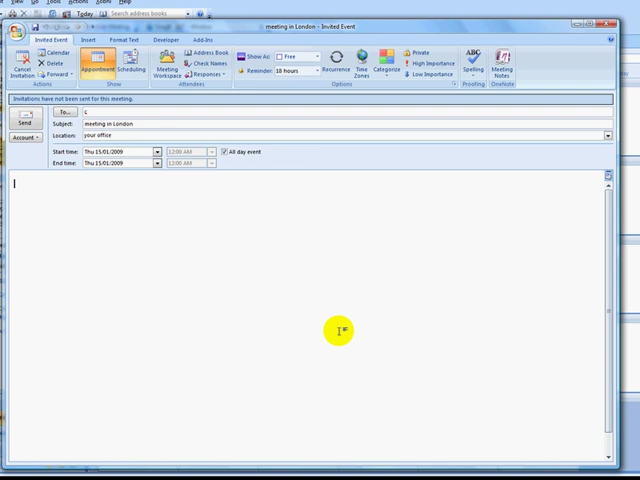 Tools Actions Xobni Help
Today Search address books
meeting in London - Invited Event
Invited Event Insert Format Text Developer Add-Ins
Cancel Invitation
Calendar
Delete
Forward
Appointment
Scheduling
Meeting Workspace
Address Book
Check Names
Responses
Show As: Free
Reminder: 18 hours
Recurrence
Time Zones
Categorize
Private
High Importance
Low Importance
Spelling
Meeting Notes
Actions Show Attendees Options Proofing OneNote
Invitations have not been sent for this meeting.
Send
Account
To...
Subject: meeting in London
Location: your office
Start time: Thu 15/01/2009 12:00 AM All day event
End time: Thu 15/01/2009 12:00 AM